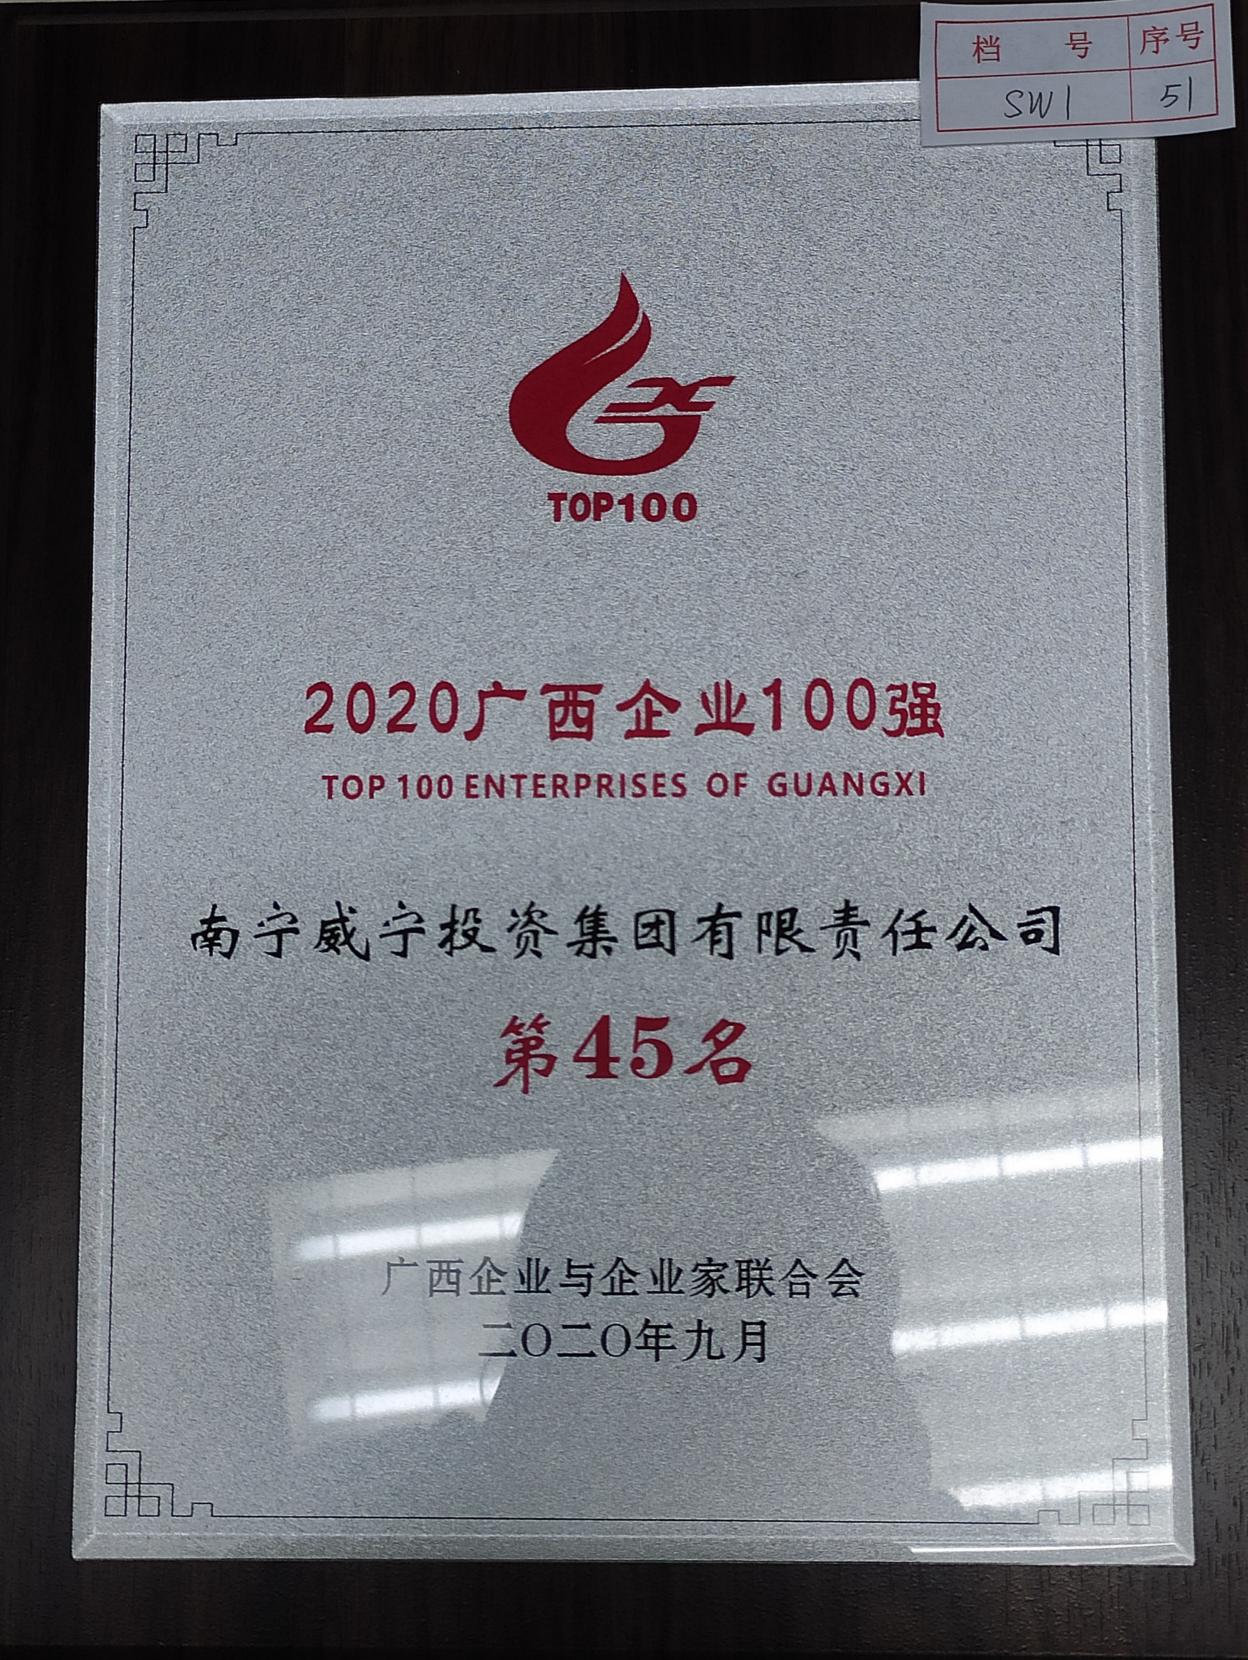 档 号 序号
SW1 51
TOP100
2020广西企业100强
TOP 100 ENTERPRISES OF GUANGXI
南宁威宁投资集团有限责任公司
第45名
广西企业与企业家联合会
二〇二〇年九月